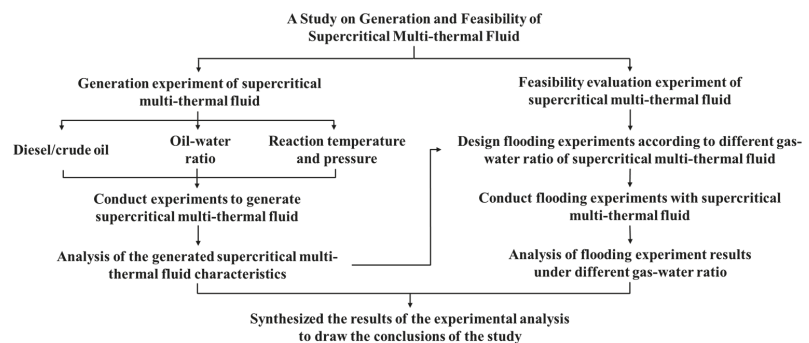 A Study on Generation and Feasibility of
Supercritical Multi-thermal Fluid
Generation experiment of supercritical
multi-thermal fluid
Diesel/crude oil
Oil-water
ratio
Reaction temperature
and pressure
Conduct experiments to generate
supercritical multi-thermal fluid
Analysis of the generated supercritical multi-
thermal fluid characteristics
Feasibility evaluation experiment of
supercritical multi-thermal fluid
Design flooding experiments according to different gas-
water ratio of supercritical multi-thermal fluid
Conduct flooding experiments with supercritical
multi-thermal fluid
Analysis of flooding experiment results
under different gas-water ratio
Synthesized the results of the experimental analysis
to draw the conclusions of the study